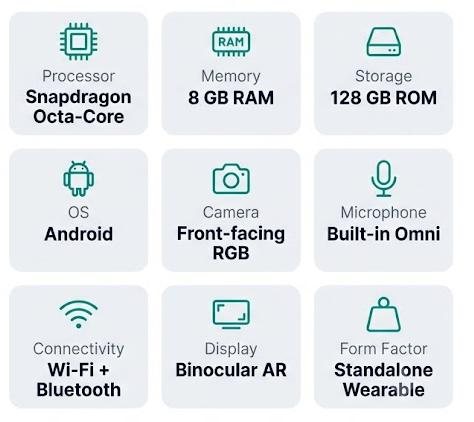 Processor
Snapdragon
Octa-Core
RAM
Memory
8 GB RAM
Storage
128 GB ROM
OS
Android
Camera
Front-facing
RGB
Microphone
Built-in Omni
Connectivity
Wi-Fi +
Bluetooth
Display
Binocular AR
Form Factor
Standalone
Wearable